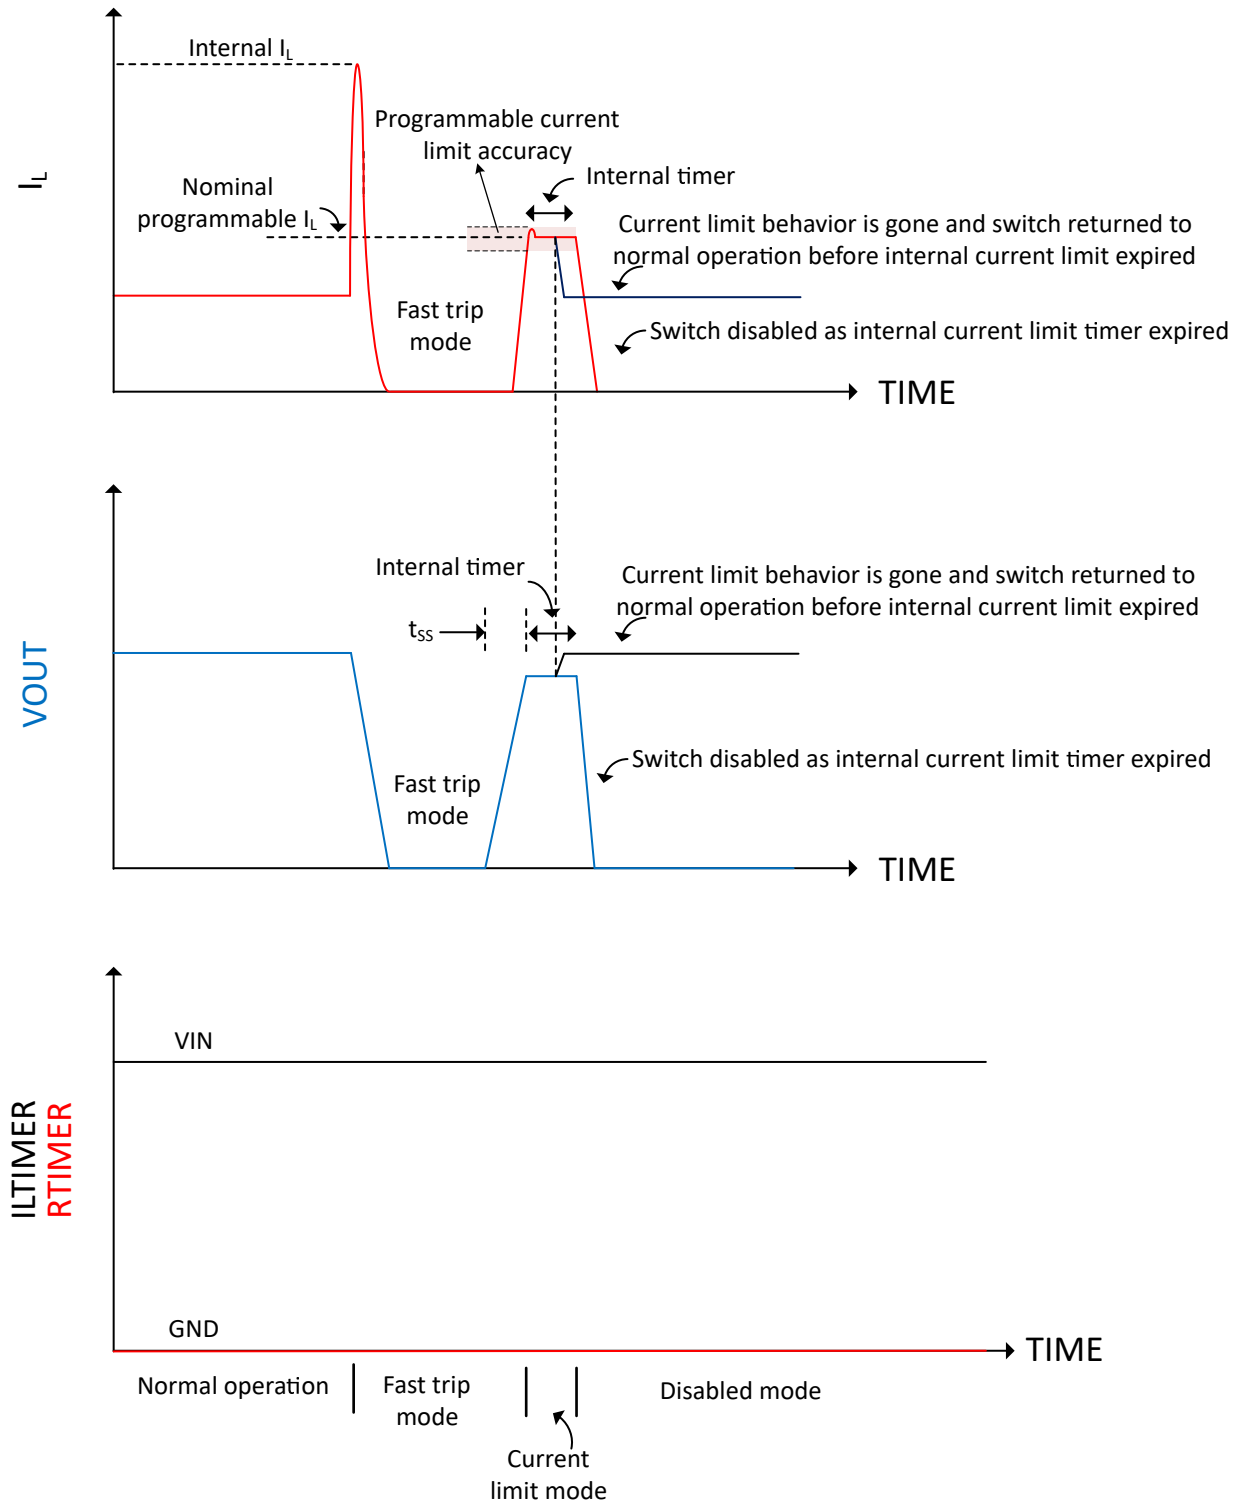 Internal IL
Programmable current
limit accuracy
Internal timer
IL
Nominal
programmable IL
Current limit behavior is gone and switch returned to
normal operation before internal current limit expired
Fast trip
mode
Switch disabled as internal current limit timer expired
TIME
Internal timer
Current limit behavior is gone and switch returned to
normal operation before internal current limit expired
tSS
VOUT
Switch disabled as internal current limit timer expired
Fast trip
mode
TIME
VIN
ILTIMER
RTIMER
GND
TIME
Normal operation
Fast trip
mode
Disabled mode
Current
limit mode